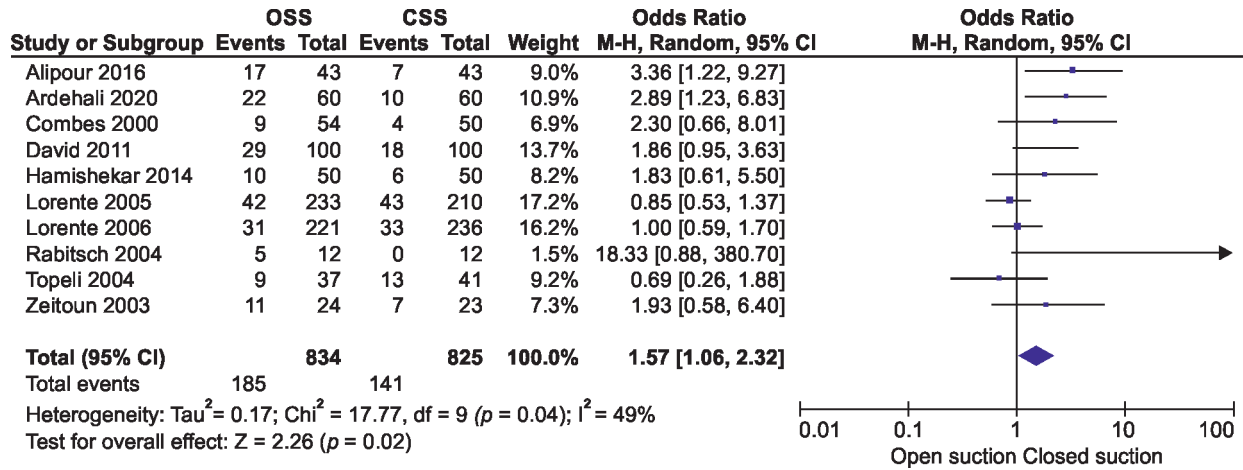 OSS CSS Odds Ratio Odds Ratio
Study or Subgroup Events Total Events Total Weight M-H, Random, 95% CI M-H, Random, 95% CI
Alipour 2016 17 43 7 43 9.0% 3.36 [1.22, 9.27]
Ardehali 2020 22 60 10 60 10.9% 2.89 [1.23, 6.83]
Combes 2000 9 54 4 50 6.9% 2.30 [0.66, 8.01]
David 2011 29 100 18 100 13.7% 1.86 [0.95, 3.63]
Hamishekar 2014 10 50 6 50 8.2% 1.83 [0.61, 5.50]
Lorente 2005 42 233 43 210 17.2% 0.85 [0.53, 1.37]
Lorente 2006 31 221 33 236 16.2% 1.00 [0.59, 1.70]
Rabitsch 2004 5 12 0 12 1.5% 18.33 [0.88, 380.70]
Topeli 2004 9 37 13 41 9.2% 0.69 [0.26, 1.88]
Zeitoun 2003 11 24 7 23 7.3% 1.93 [0.58, 6.40]
Total (95% CI) 834 825 100.0% 1.57 [1.06, 2.32]
Total events 185 141
Heterogeneity: Tau² = 0.17; Chi² = 17.77, df = 9 (p = 0.04); I² = 49%
Test for overall effect: Z = 2.26 (p = 0.02)
0.01 0.1 1 10 100
Open suction Closed suction